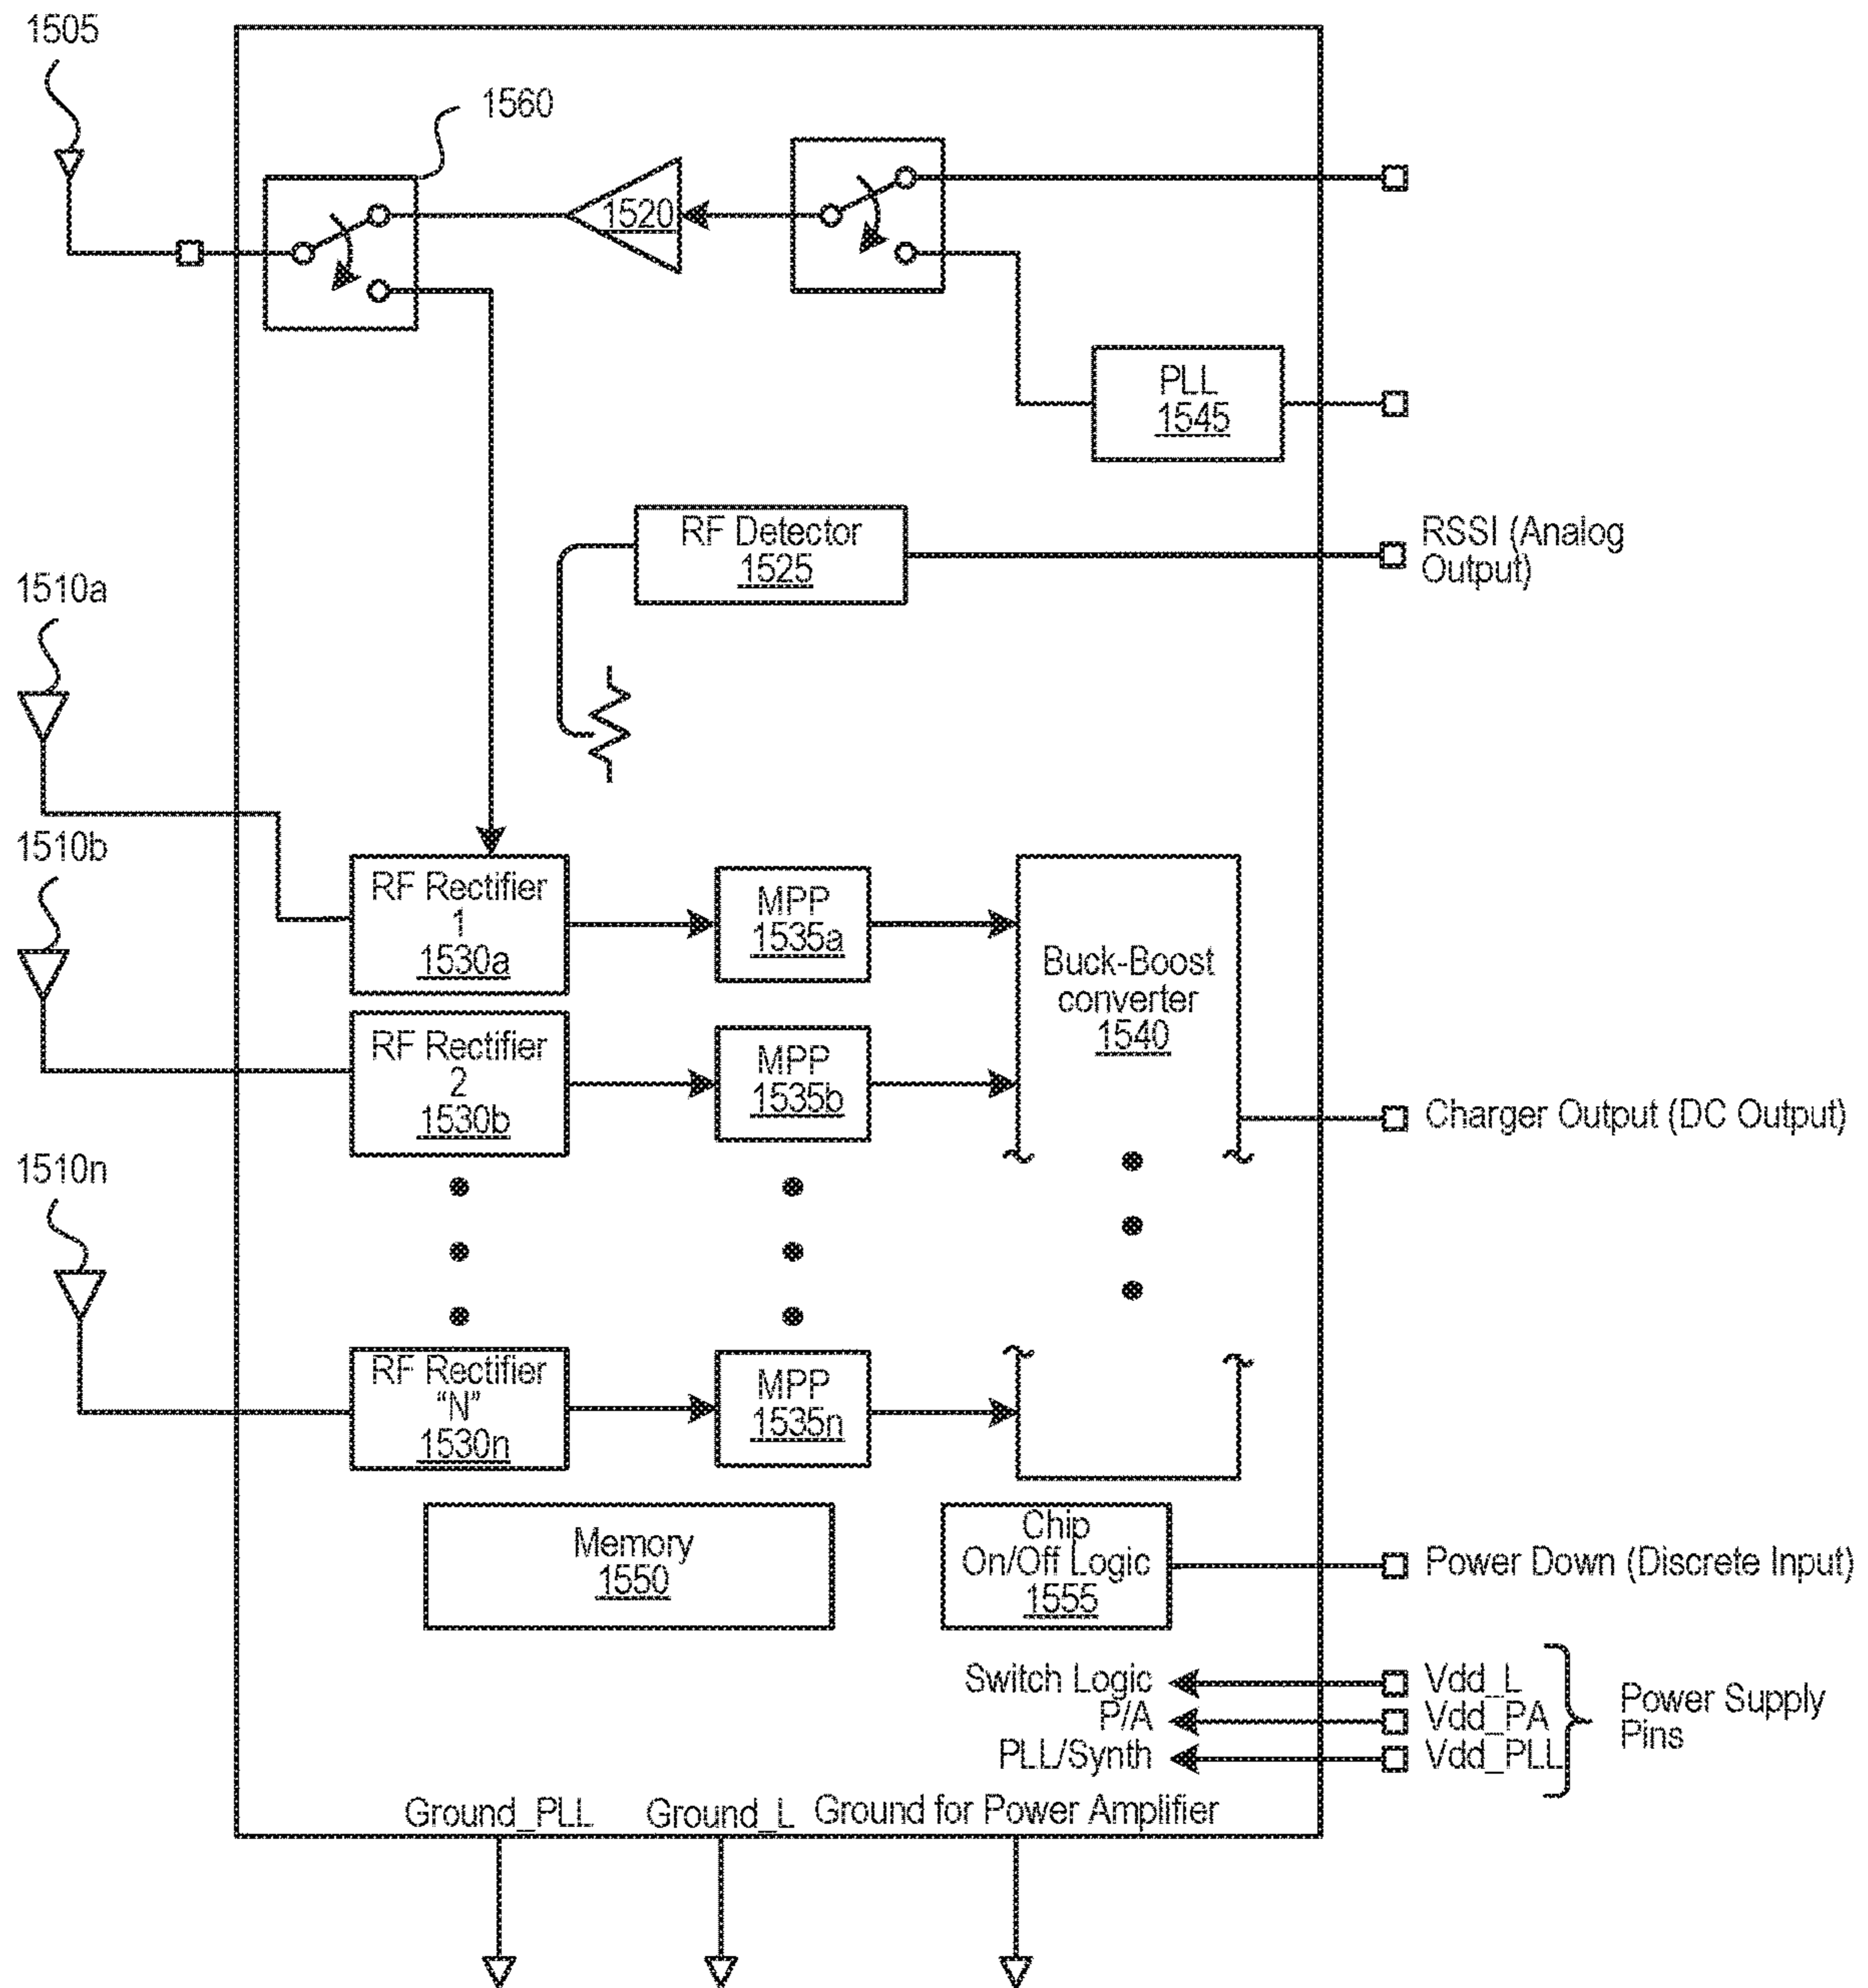 1505
1560
1520
PLL
1545
RF Detector
1525
RSSI (Analog
Output)
1510a
1510b
RF Rectifier
1
1530a
MPP
1535a
Buck-Boost
converter
1540
RF Rectifier
2
1530b
MPP
1535b
Charger Output (DC Output)
1510n
RF Rectifier
“N”
1530n
MPP
1535n
Memory
1550
Chip
On/Off Logic
1555
Power Down (Discrete Input)
Switch Logic
Vdd_L
P/A
Vdd_PA
PLL/Synth
Vdd_PLL
Power Supply
Pins
Ground_PLL
Ground_L
Ground for Power Amplifier